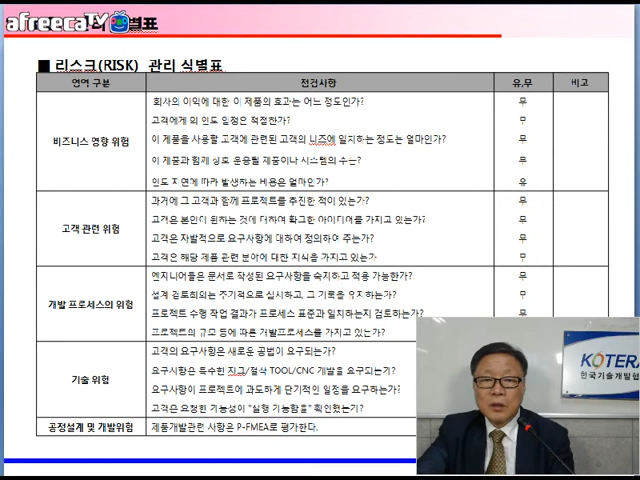 afreecaTV 별표
■ 리스크(RISK) 관리 식별표
영역 구분 점검사항 유,무 비고
비즈니스 영향 위험
회사의 이익에 대한 이 제품의 효과는 어느 정도인가? 무
고객에게의 인도 일정은 적절한가? 무
이 제품을 사용할 고객에 관련된 고객의 니즈에 일치하는 정도는 얼마인가? 무
이 제품과 함께 상호 운용될 제품이나 시스템의 수는? 무
인도 지연에 따라 발생하는 비용은 얼마인가? 유
고객 관련 위험
과거에 그 고객과 함께 프로젝트를 추진한 적이 있는가? 무
고객은 본인이 원하는 것에 대하여 확고한 아이디어를 가지고 있는가? 무
고객은 자발적으로 요구사항에 대하여 정의하여 주는가? 무
고객은 해당 제품 관련 분야에 대한 지식을 가지고 있는가 무
개발 프로세스의 위험
엔지니어들은 문서로 작성된 요구사항을 숙지하고 적용 가능한가? 무
설계 검토회의는 주기적으로 실시하고, 그 기록을 유지하는가? 무
프로젝트 수행 작업 결과가 프로세스 표준과 일치하는지 검토하는가?
프로젝트의 규모 등에 따른 개발프로세스를 가지고 있는가?
기술 위험
고객의 요구사항은 새로운 공법이 요구되는가?
요구사항은 특수한 지그/절삭 TOOL/CNC 개발을 요구되는지?
요구사항이 프로젝트에 과도하게 단기적인 일정을 요구하는가?
고객은 요청한 기능성이 "실행 가능함을" 확인했는가?
공정설계 및 개발위험 제품개발관련 사항은 P-FMEA로 평가한다.
KOTERA
한국기술개발협